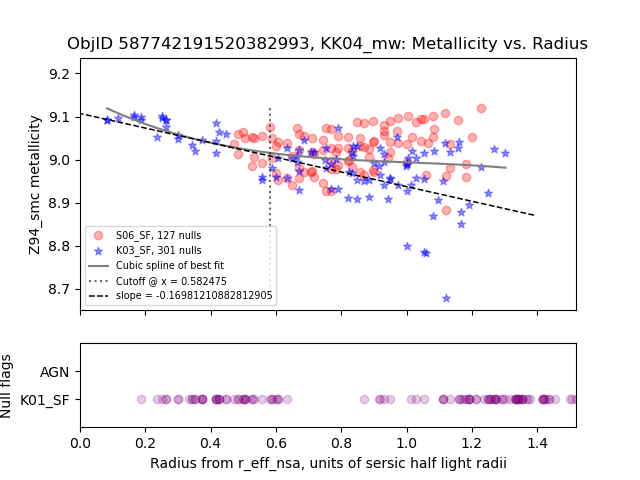 ObjID 587742191520382993, KK04_mw: Metallicity vs. Radius
Z94_smc metallicity
9.2
9.1
9.0
8.9
8.8
8.7
S06_SF, 127 nulls
K03_SF, 301 nulls
Cubic spline of best fit
Cutoff @ x = 0.582475
slope = -0.16981210882812905
Null flags
AGN
K01_SF
0.0 0.2 0.4 0.6 0.8 1.0 1.2 1.4
Radius from r_eff_nsa, units of sersic half light radii